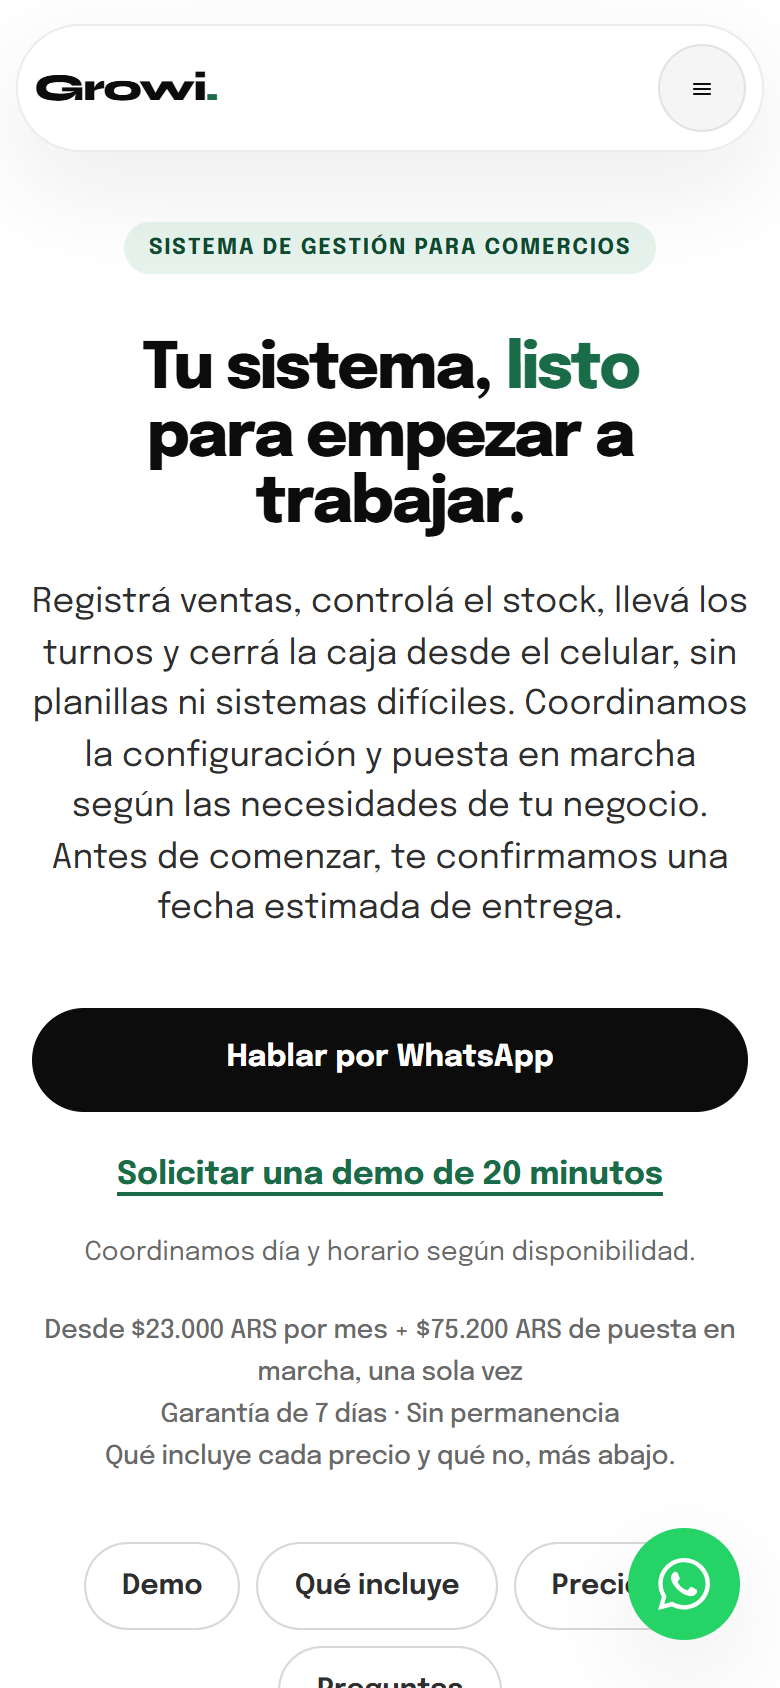 Growi.
SISTEMA DE GESTIÓN PARA COMERCIOS
Tu sistema, listo
para empezar a
trabajar.
Registrá ventas, controlá el stock, llevá los
turnos y cerrá la caja desde el celular, sin
planillas ni sistemas difíciles. Coordinamos
la configuración y puesta en marcha
según las necesidades de tu negocio.
Antes de comenzar, te confirmamos una
fecha estimada de entrega.
Hablar por WhatsApp
Solicitar una demo de 20 minutos
Coordinamos día y horario según disponibilidad.
Desde $23.000 ARS por mes + $75.200 ARS de puesta en
marcha, una sola vez
Garantía de 7 días · Sin permanencia
Qué incluye cada precio y qué no, más abajo.
Demo
Qué incluye
Preguntas